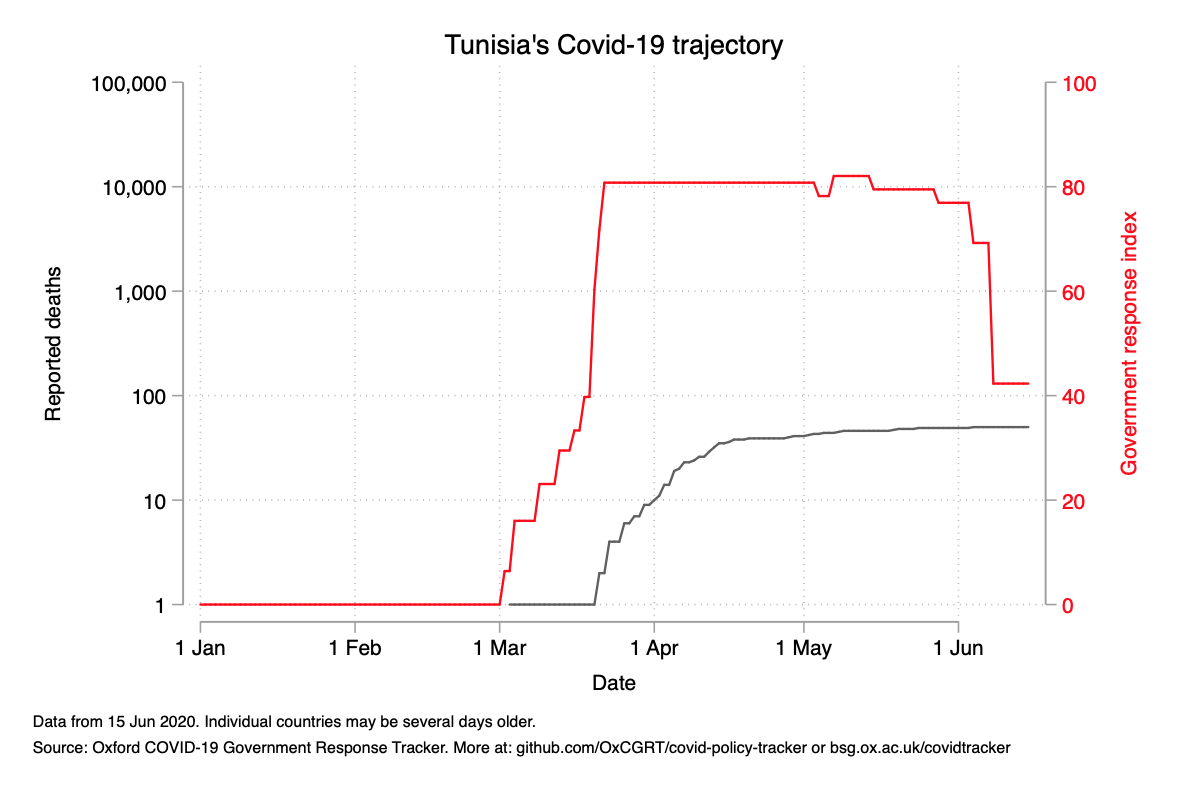 Tunisia's Covid-19 trajectory
100,000
10,000
1,000
100
10
1
Reported deaths
100
80
60
40
20
0
Government response index
1 Jan 1 Feb 1 Mar 1 Apr 1 May 1 Jun
Date
Data from 15 Jun 2020. Individual countries may be several days older.
Source: Oxford COVID-19 Government Response Tracker. More at: github.com/OxCGRT/covid-policy-tracker or bsg.ox.ac.uk/covidtracker